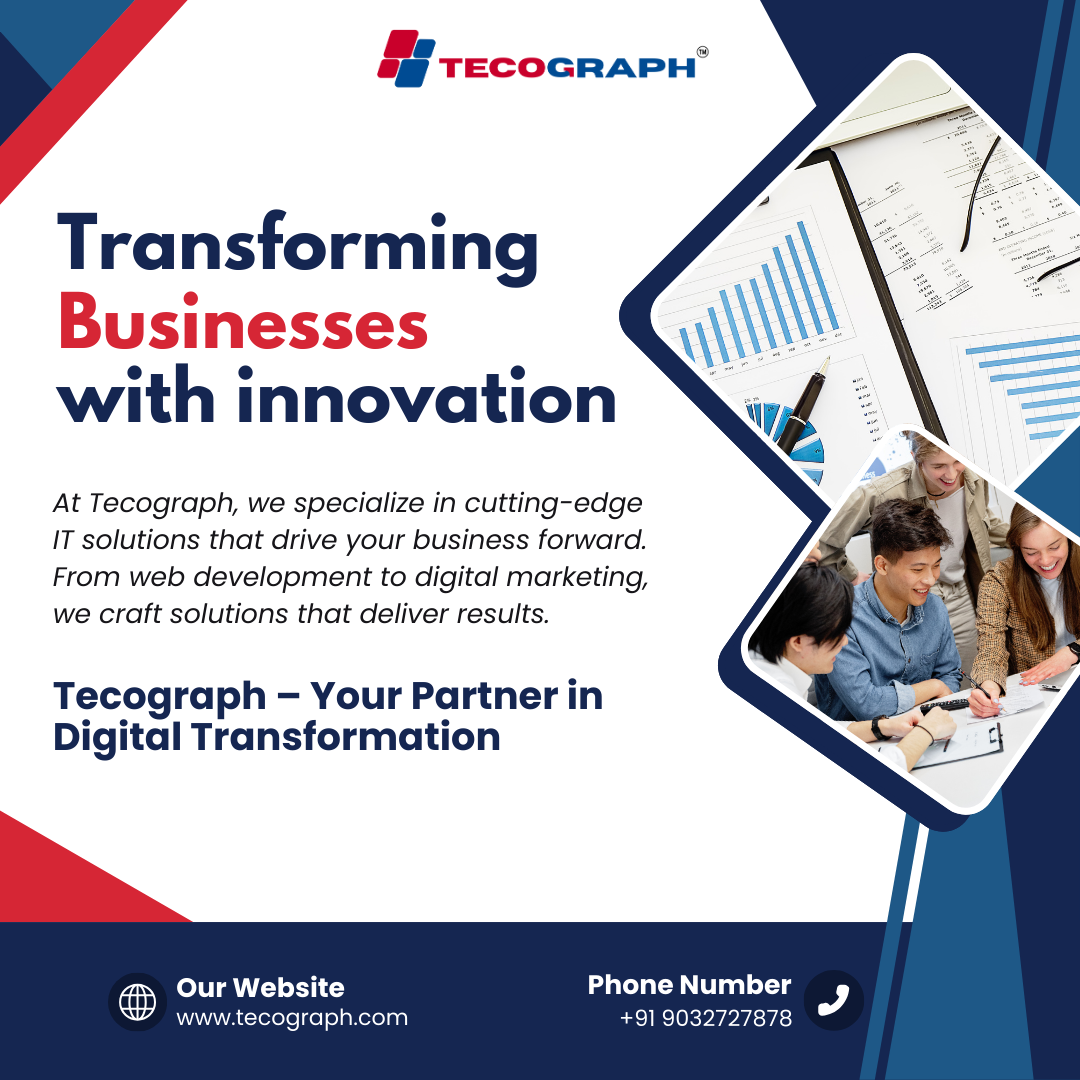 TECOGRAPH™
Transforming
Businesses
with innovation
At Tecograph, we specialize in cutting-edge
IT solutions that drive your business forward.
From web development to digital marketing,
we craft solutions that deliver results.
Tecograph – Your Partner in
Digital Transformation
Our Website
www.tecograph.com
Phone Number
+91 9032727878